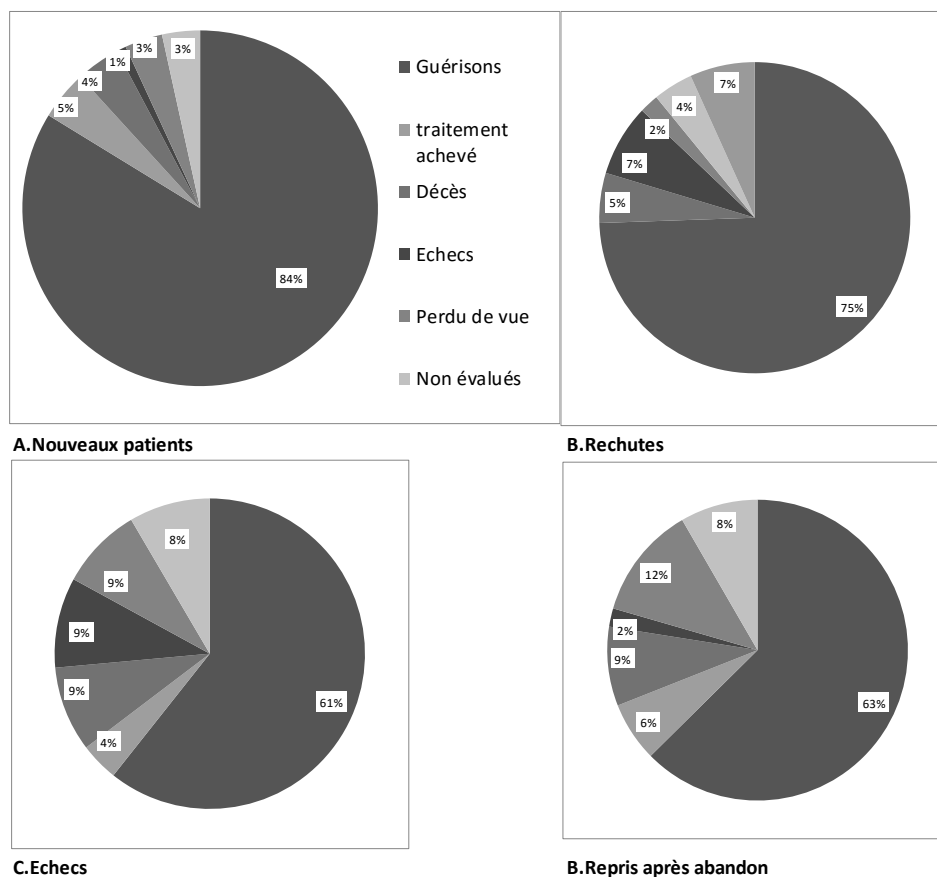 3%
3%
1%
4%
5%
84%
Guérisons
traitement
achevé
Décès
Echecs
Perdu de vue
Non évalués
7%
4%
2%
7%
5%
75%
A.Nouveaux patients
B.Rechutes
8%
9%
9%
9%
4%
61%
8%
12%
2%
9%
6%
63%
C.Echecs
B.Repris après abandon